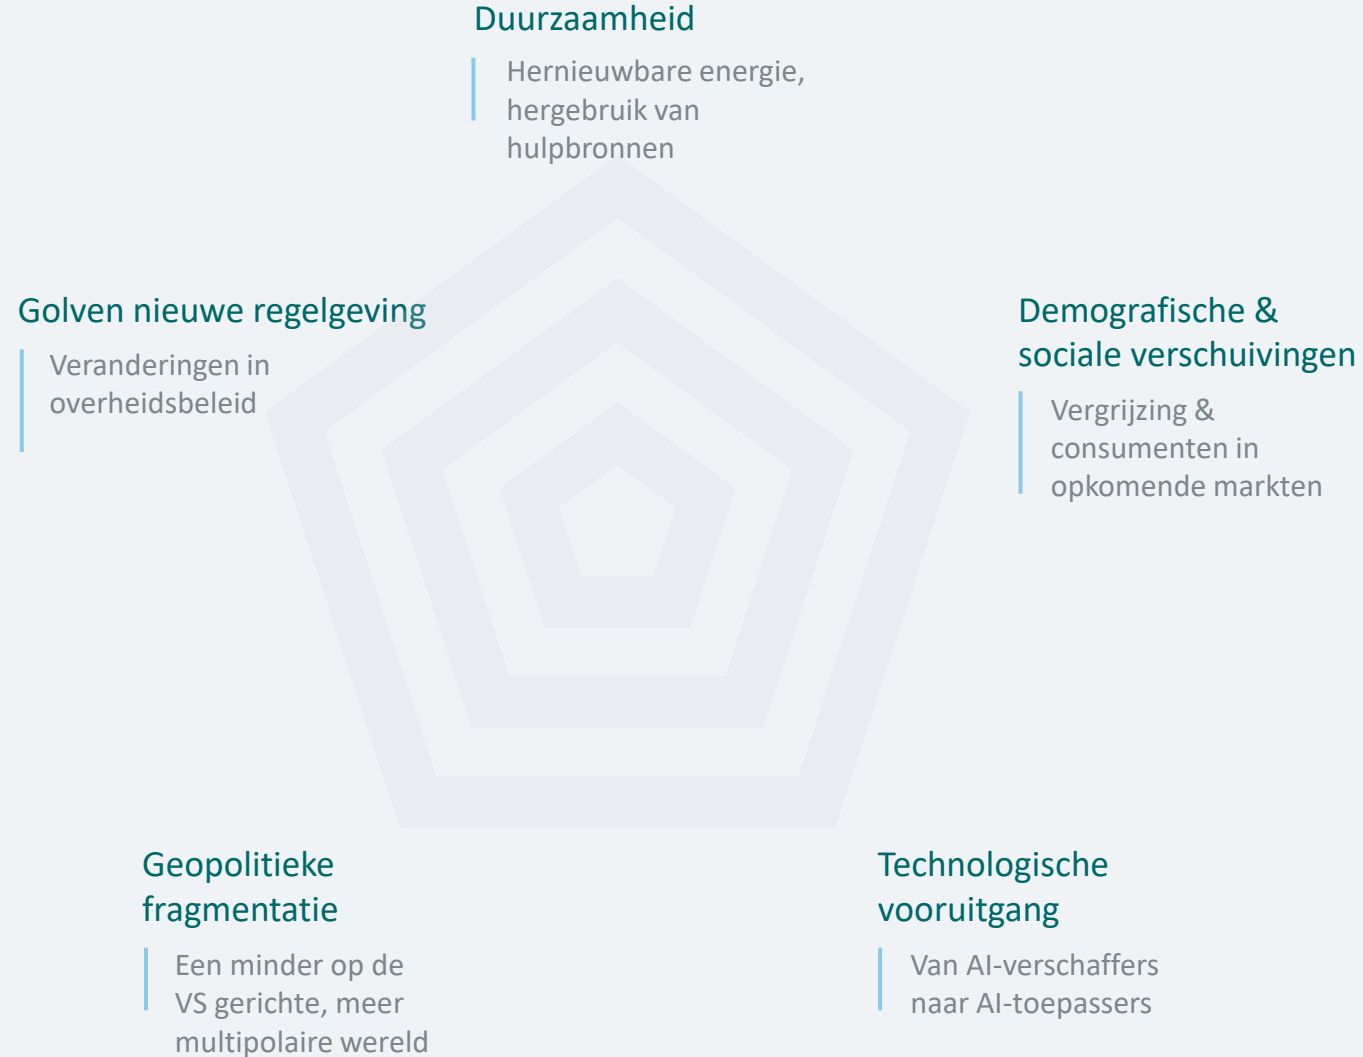 Duurzaamheid
Hernieuwbare energie,
hergebruik van
hulpbronnen
Golven nieuwe regelgeving
Veranderingen in
overheidsbeleid
Demografische &
sociale verschuivingen
Vergrijzing &
consumenten in
opkomende markten
Geopolitieke
fragmentatie
Een minder op de
VS gerichte, meer
multipolaire wereld
Technologische
vooruitgang
Van AI-verschaffers
naar AI-toepassers